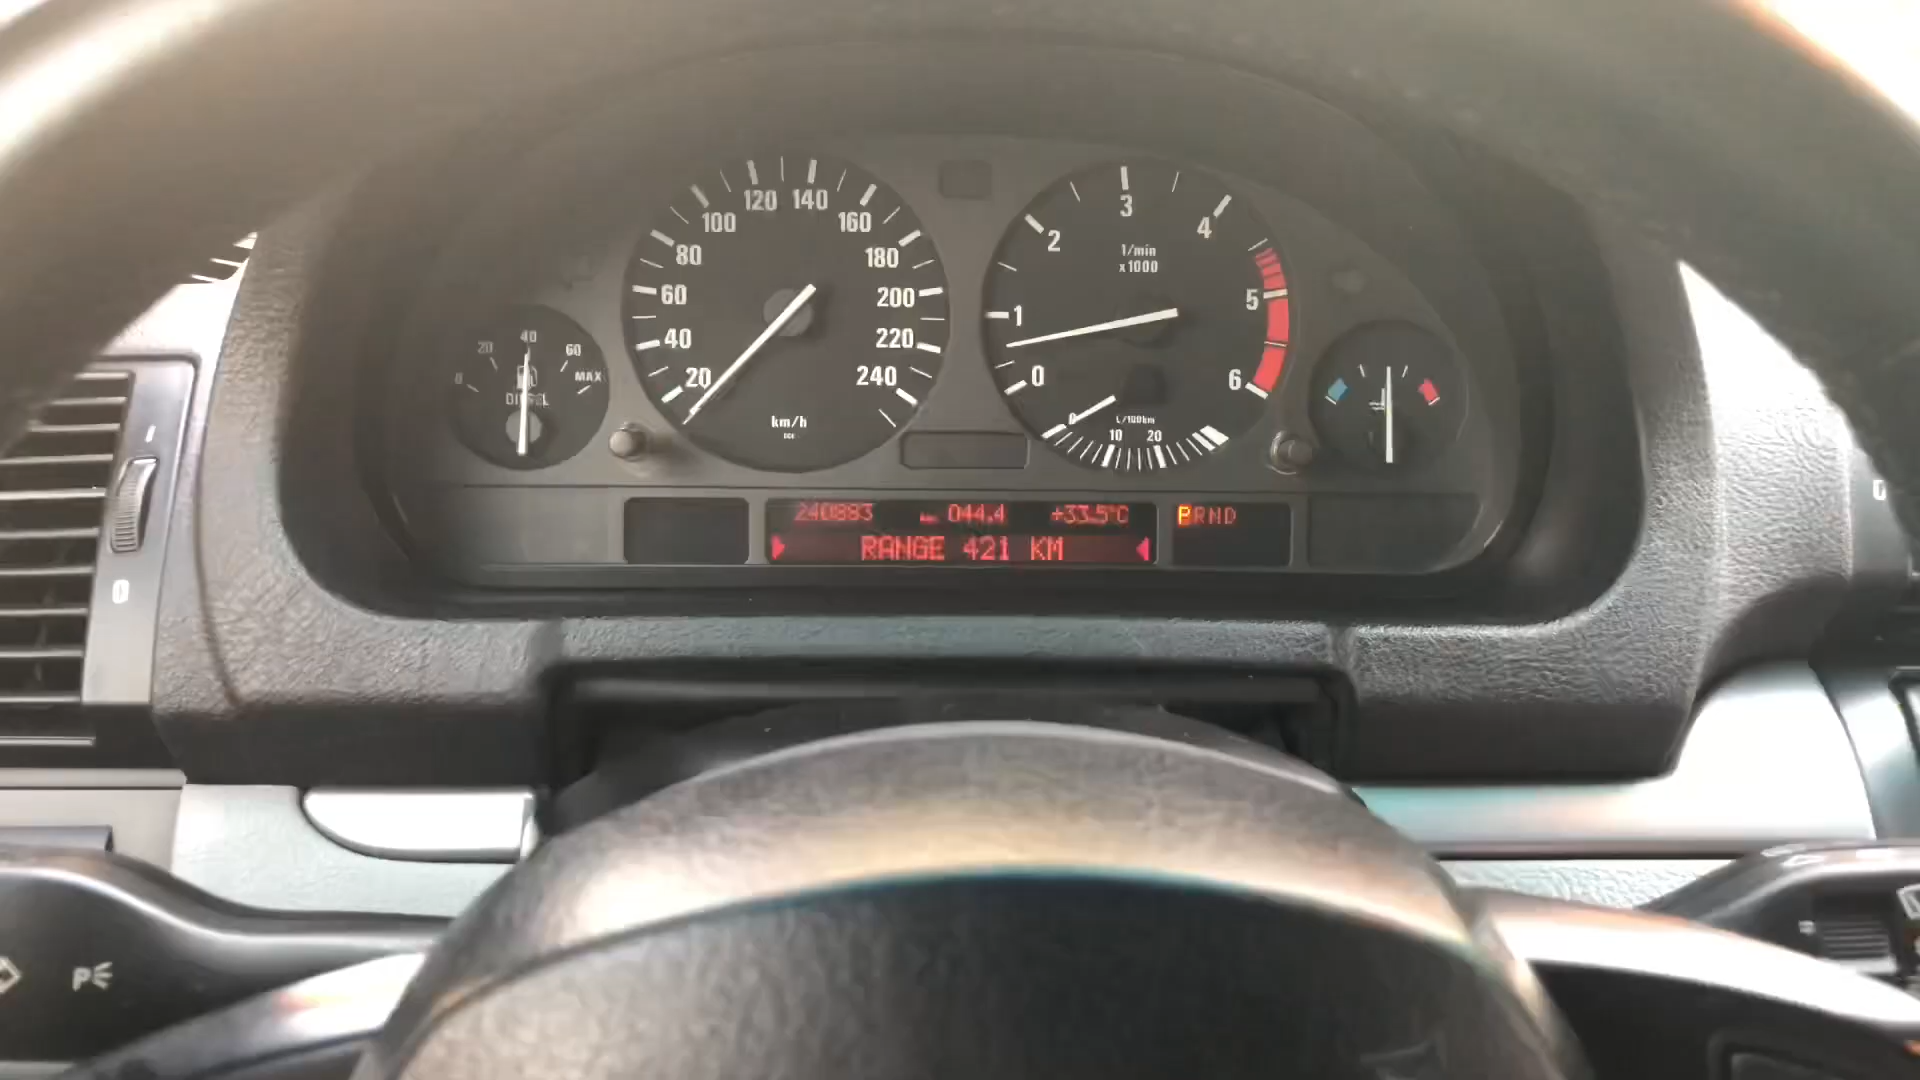 0 20 40 60 MAX
DIESEL
20 40 60 80 100 120 140 160 180 200 220 240
km/h
0 1 2 3 4 5 6
1/min
x1000
0 10 20
L/100km
240883 044.4 +33.5°C PRND
RANGE 421 KM
0
P